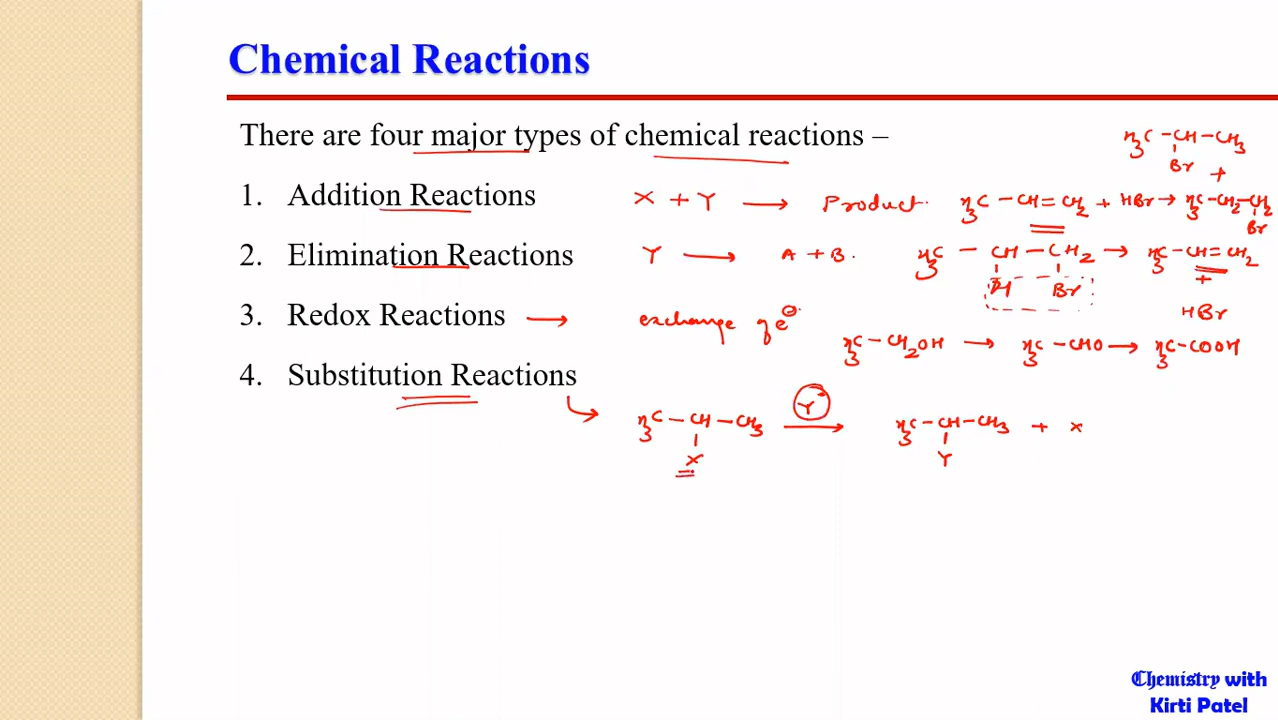 Chemical Reactions
There are four major types of chemical reactions –
H3C - CH - CH3
Br
+
1. Addition Reactions X + Y → Product. H3C - CH = CH2 + HBr → H3C - CH2 - CH2
Br
2. Elimination Reactions Y → A + B. H3C - CH - CH2 → H3C - CH = CH2
H Br +
HBr
3. Redox Reactions → exchange of e⊖
H3C - CH2OH → H3C - CHO → H3C - COOH
4. Substitution Reactions
H3C - CH - CH3 Y⁻ → H3C - CH - CH3 + X
X Y
Chemistry with
Kirti Patel